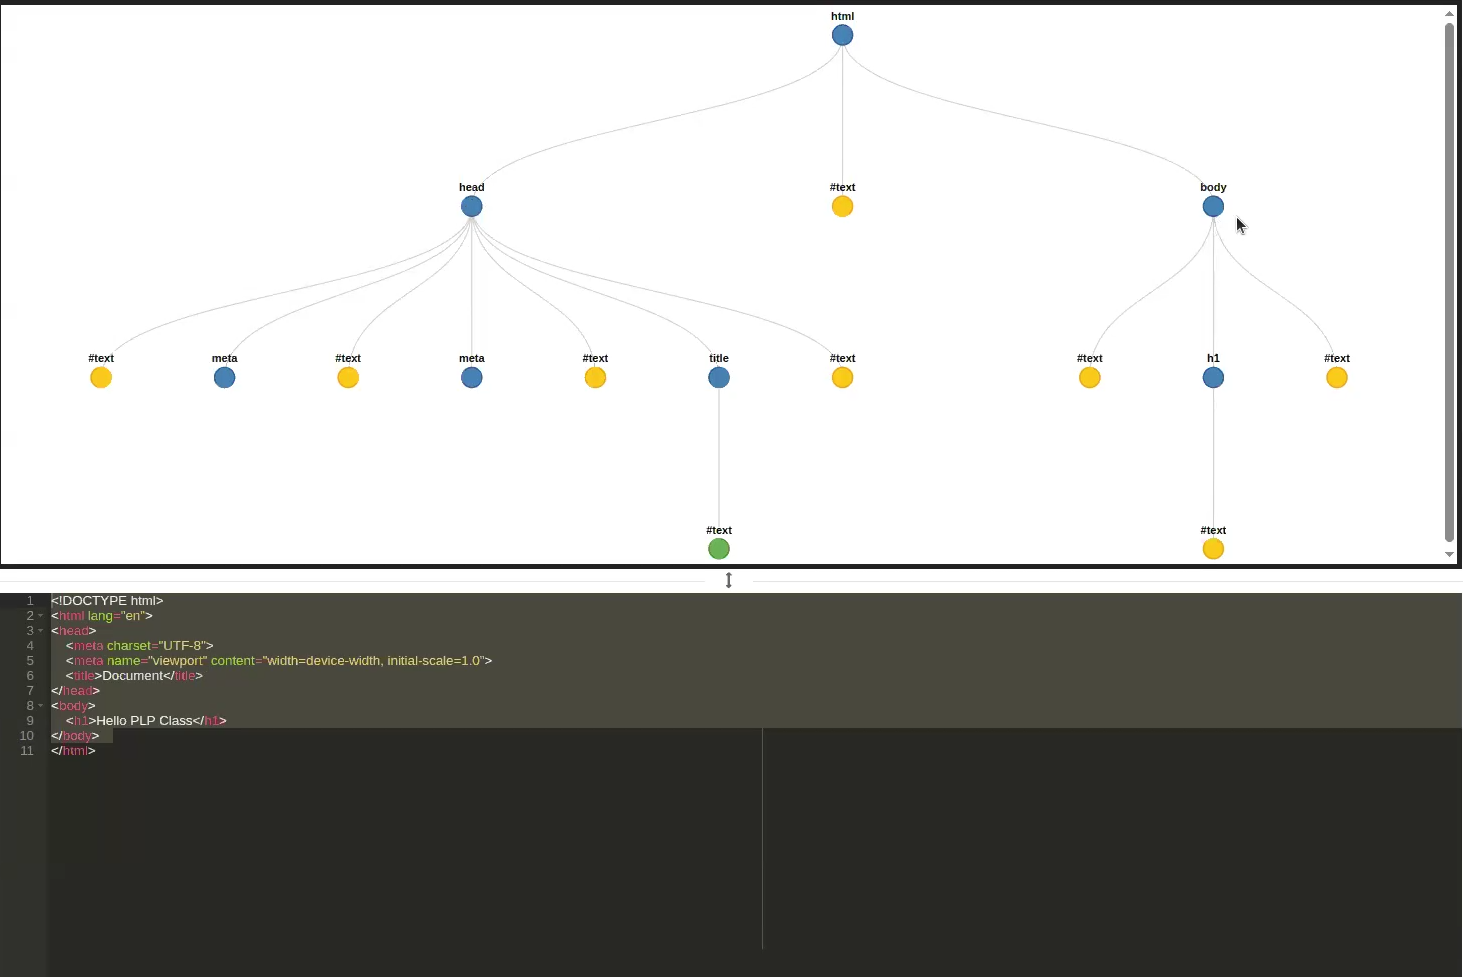 html
head #text body
#text meta #text meta #text title #text #text h1 #text
#text #text
1 <!DOCTYPE html>
2 <html lang="en">
3 <head>
4 <meta charset="UTF-8">
5 <meta name="viewport" content="width=device-width, initial-scale=1.0">
6 <title>Document</title>
7 </head>
8 <body>
9 <h1>Hello PLP Class</h1>
10 </body>
11 </html>